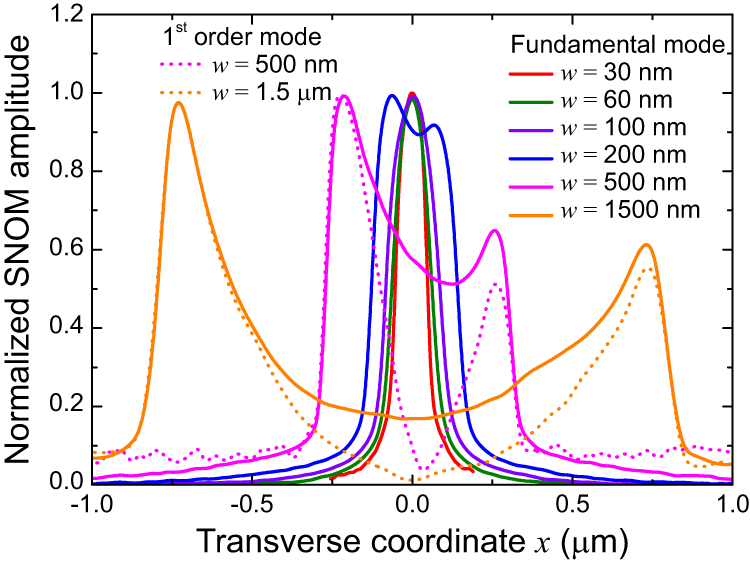 1st order mode
w = 500 nm
w = 1.5 μm
Fundamental mode
w = 30 nm
w = 60 nm
w = 100 nm
w = 200 nm
w = 500 nm
w = 1500 nm
Normalized SNOM amplitude
1.2
1.0
0.8
0.6
0.4
0.2
0.0
-1.0 -0.5 0.0 0.5 1.0
Transverse coordinate x (μm)